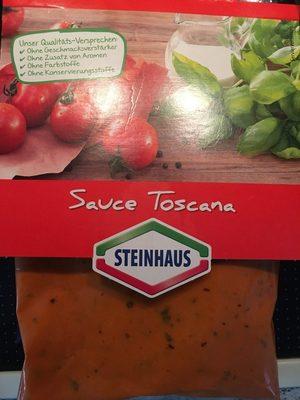 Unser Qualitäts-Versprechen:
✓ Ohne Geschmacksverstärker
✓ Ohne Zusatz von Aromen
✓ Ohne Farbstoffe
✓ Ohne Konservierungsstoffe
Sauce Toscana
STEINHAUS